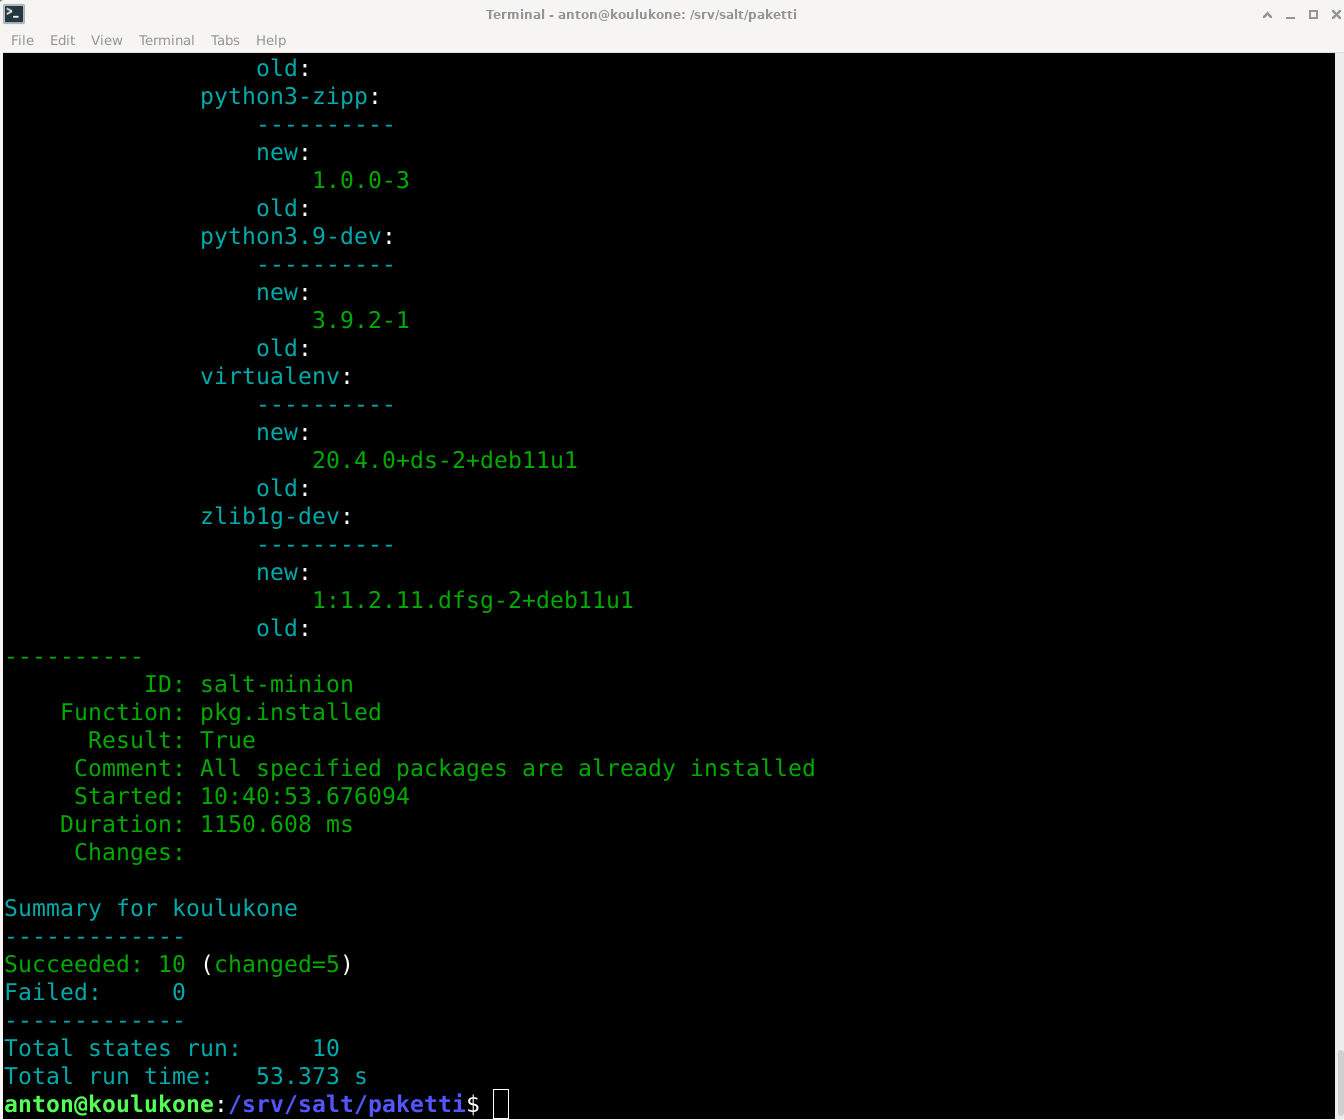 Terminal - anton@koulukone: /srv/salt/paketti
File Edit View Terminal Tabs Help
old:
python3-zipp:
----------
new:
1.0.0-3
old:
python3.9-dev:
----------
new:
3.9.2-1
old:
virtualenv:
----------
new:
20.4.0+ds-2+deb11u1
old:
zlib1g-dev:
----------
new:
1:1.2.11.dfsg-2+deb11u1
old:
----------
ID: salt-minion
Function: pkg.installed
Result: True
Comment: All specified packages are already installed
Started: 10:40:53.676094
Duration: 1150.608 ms
Changes:
Summary for koulukone
-------------
Succeeded: 10 (changed=5)
Failed: 0
-------------
Total states run: 10
Total run time: 53.373 s
anton@koulukone:/srv/salt/paketti$